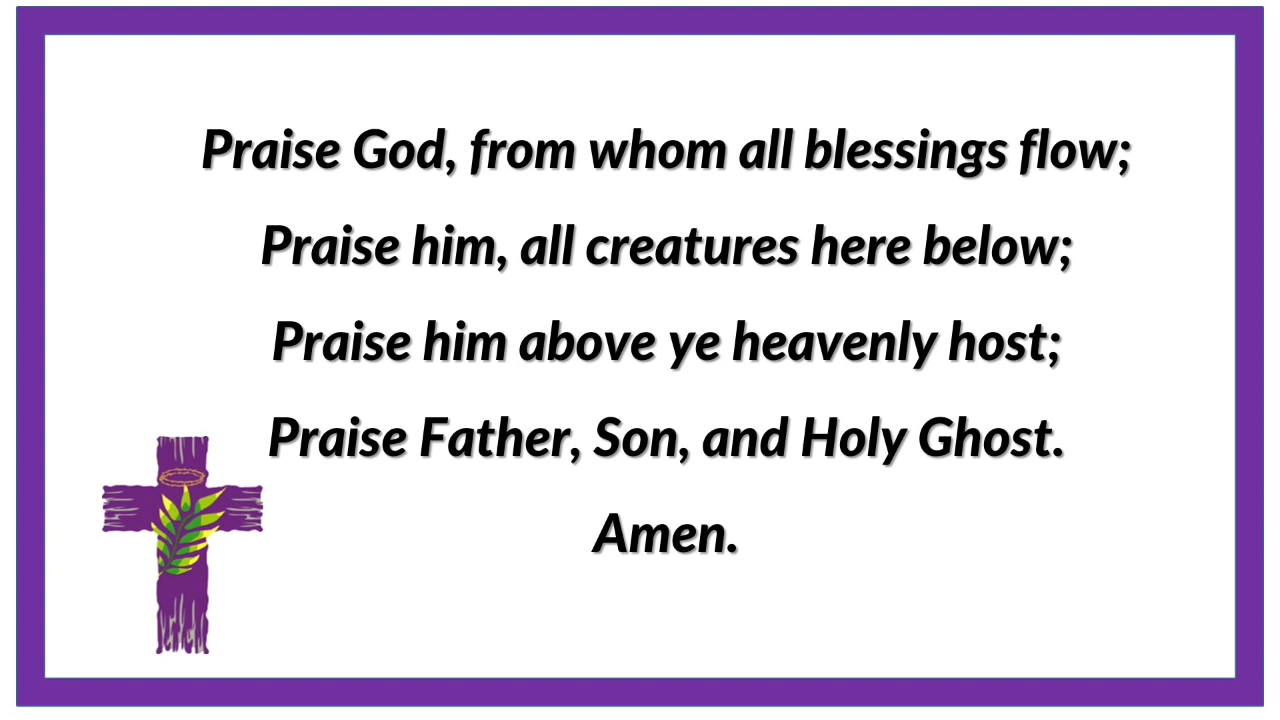 Praise God, from whom all blessings flow;
Praise him, all creatures here below;
Praise him above ye heavenly host;
Praise Father, Son, and Holy Ghost.
Amen.